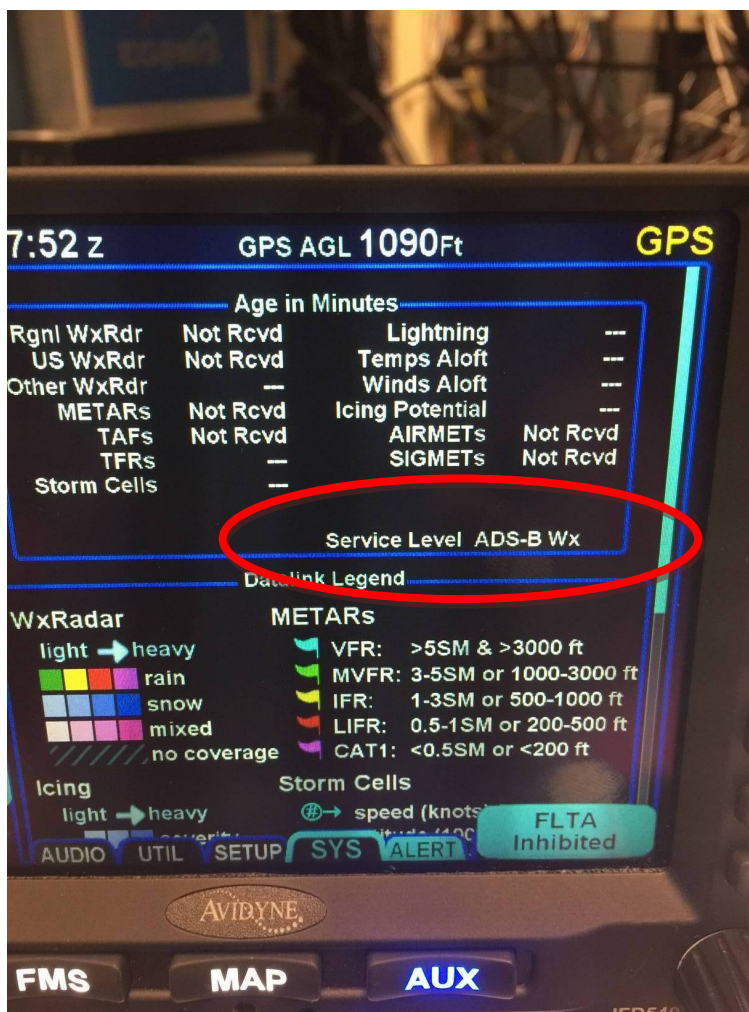 7:52 Z GPS AGL 1090Ft GPS
Age in Minutes
Rgnl WxRdr Not Rcvd Lightning ---
US WxRdr Not Rcvd Temps Aloft ---
Other WxRdr --- Winds Aloft ---
METARs Not Rcvd Icing Potential ---
TAFs Not Rcvd AIRMETs Not Rcvd
TFRs --- SIGMETs Not Rcvd
Storm Cells ---
Service Level ADS-B Wx
Datalink Legend
WxRadar METARs
light heavy VFR: >5SM & >3000 ft
rain MVFR: 3-5SM or 1000-3000 ft
snow IFR: 1-3SM or 500-1000 ft
mixed LIFR: 0.5-1SM or 200-500 ft
no coverage CAT1: <0.5SM or <200 ft
Icing Storm Cells
light heavy # speed (knots)
FLTA
Inhibited
AUDIO UTIL SETUP SYS ALERT
AVIDYNE
FMS MAP AUX